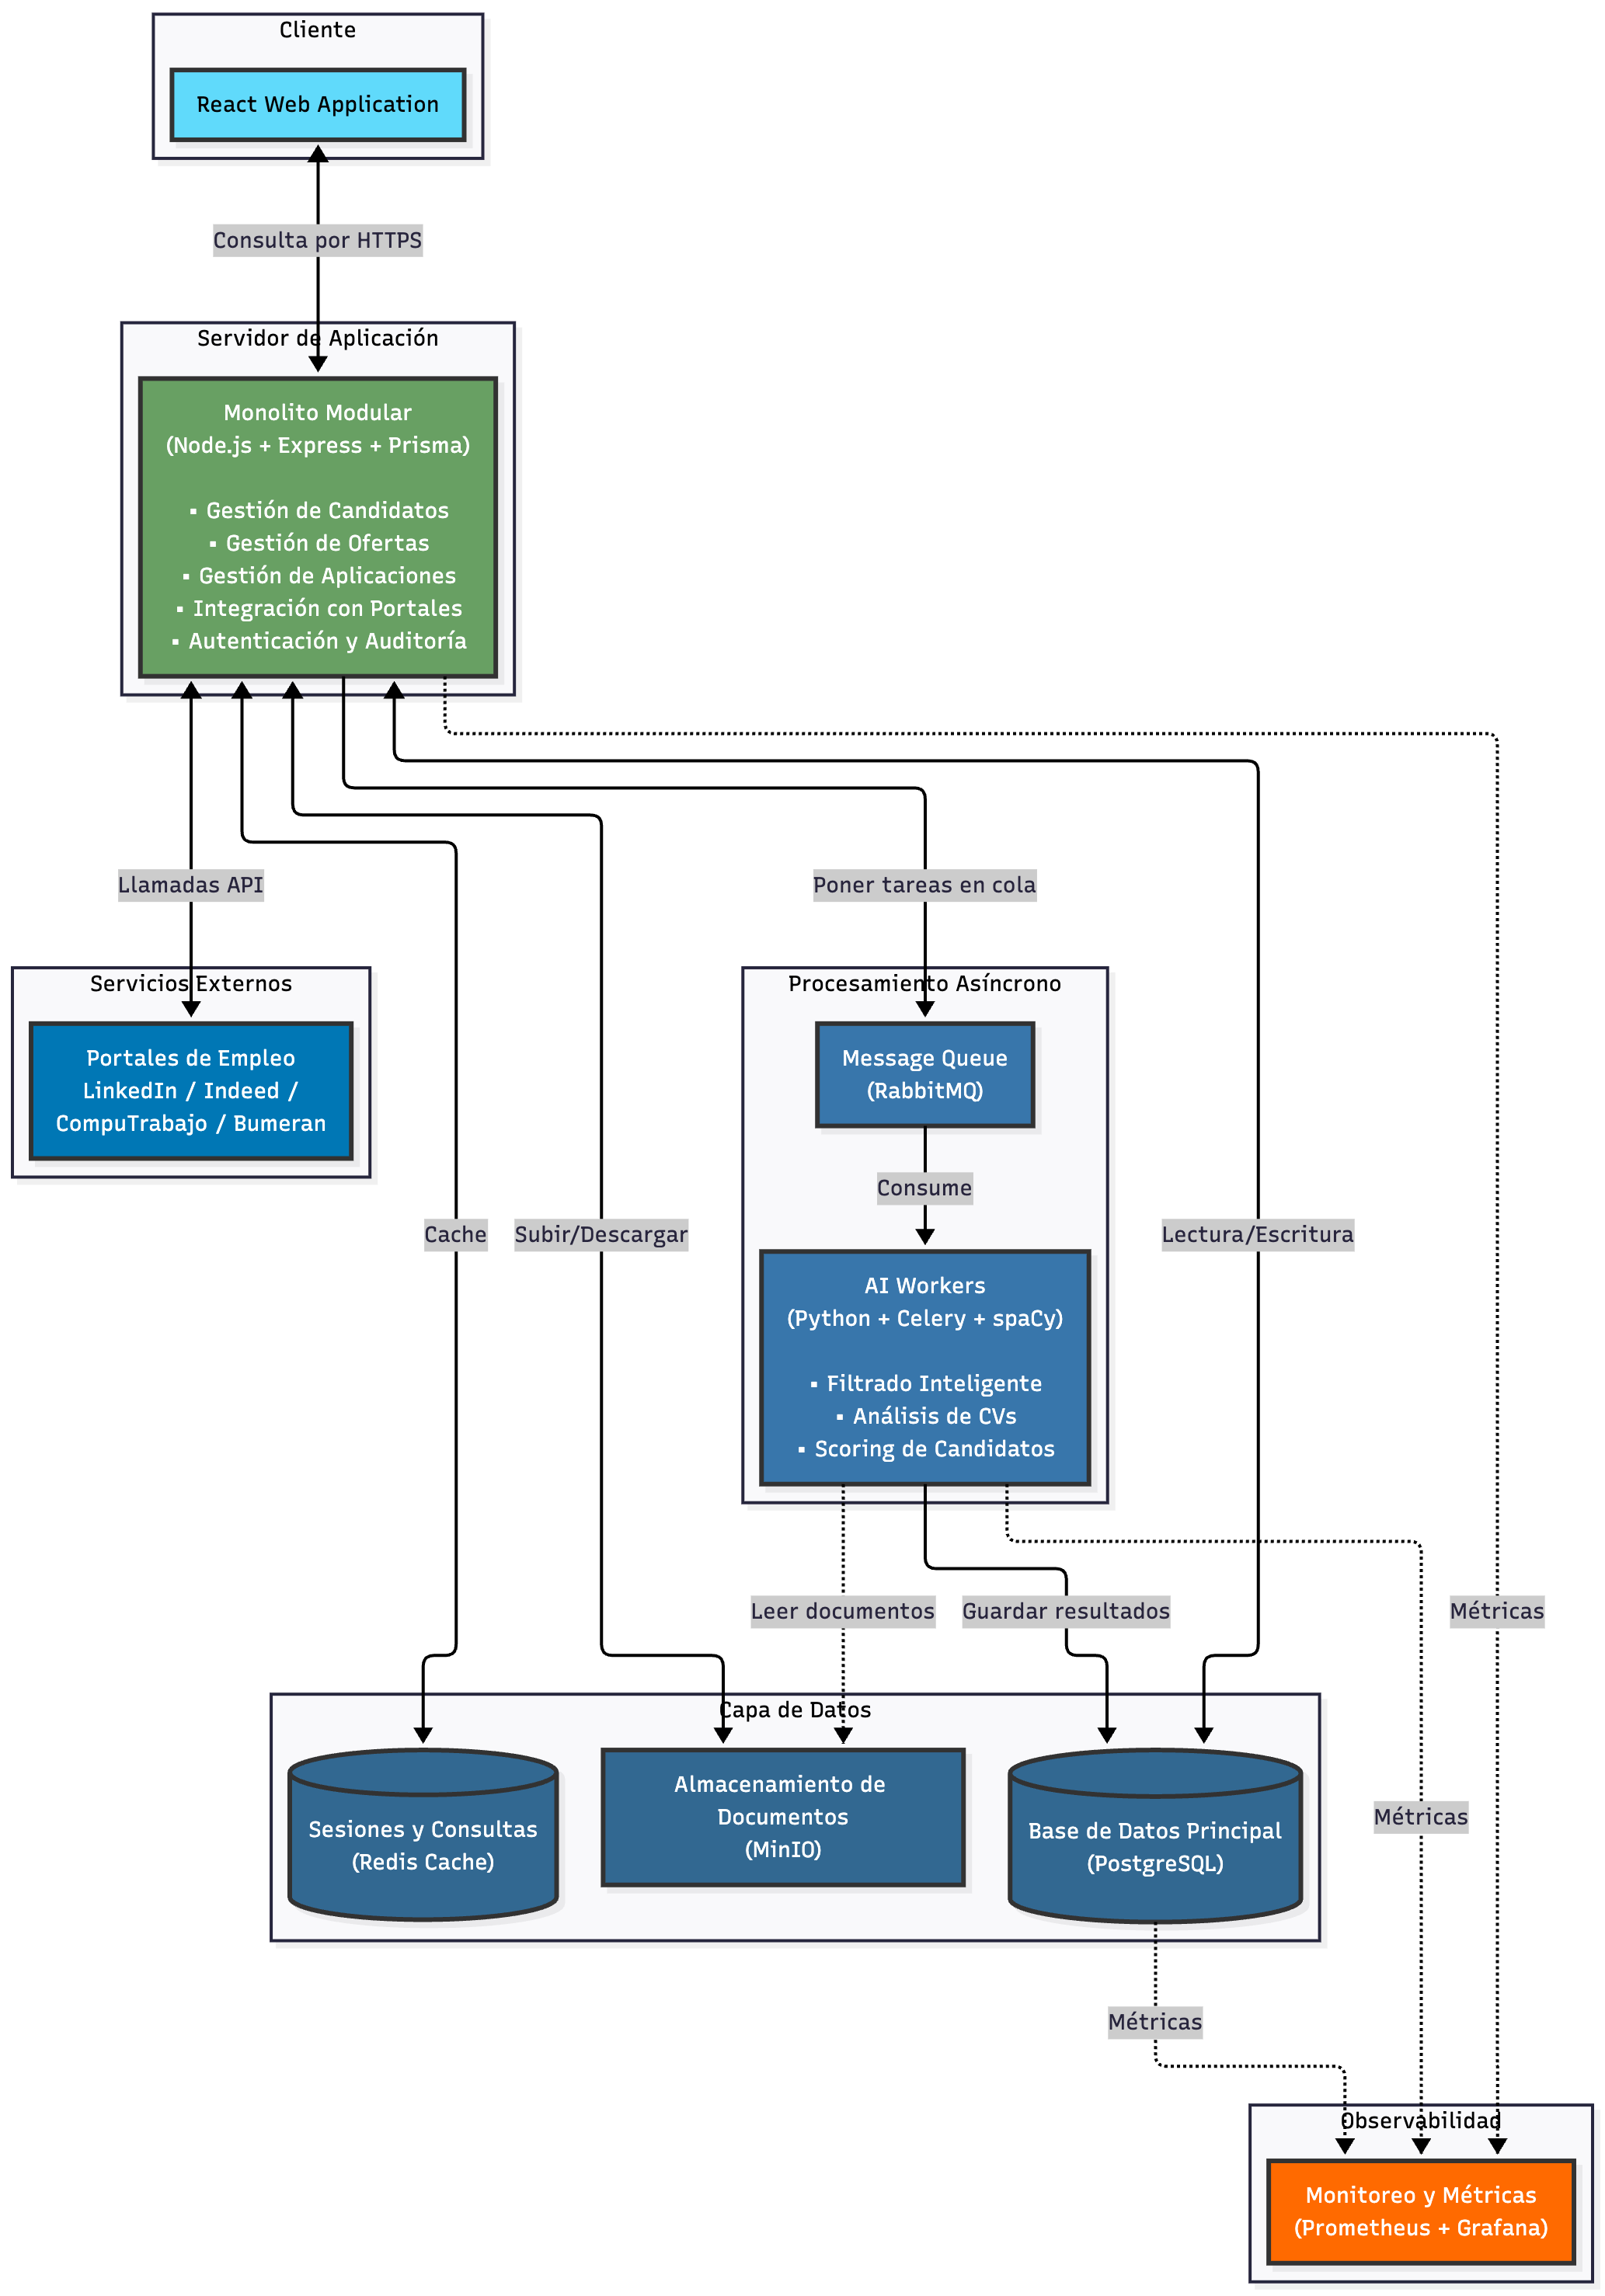 Cliente
React Web Application
Consulta por HTTPS
Servidor de Aplicación
Monolito Modular
(Node.js + Express + Prisma)
▪ Gestión de Candidatos
▪ Gestión de Ofertas
▪ Gestión de Aplicaciones
▪ Integración con Portales
▪ Autenticación y Auditoría
Llamadas API
Poner tareas en cola
Servicios Externos
Portales de Empleo
LinkedIn / Indeed /
CompuTrabajo / Bumeran
Procesamiento Asíncrono
Message Queue
(RabbitMQ)
Consume
Cache
Subir/Descargar
Lectura/Escritura
AI Workers
(Python + Celery + spaCy)
▪ Filtrado Inteligente
▪ Análisis de CVs
▪ Scoring de Candidatos
Leer documentos
Guardar resultados
Métricas
Capa de Datos
Sesiones y Consultas
(Redis Cache)
Almacenamiento de
Documentos
(MinIO)
Base de Datos Principal
(PostgreSQL)
Métricas
Métricas
Observabilidad
Monitoreo y Métricas
(Prometheus + Grafana)